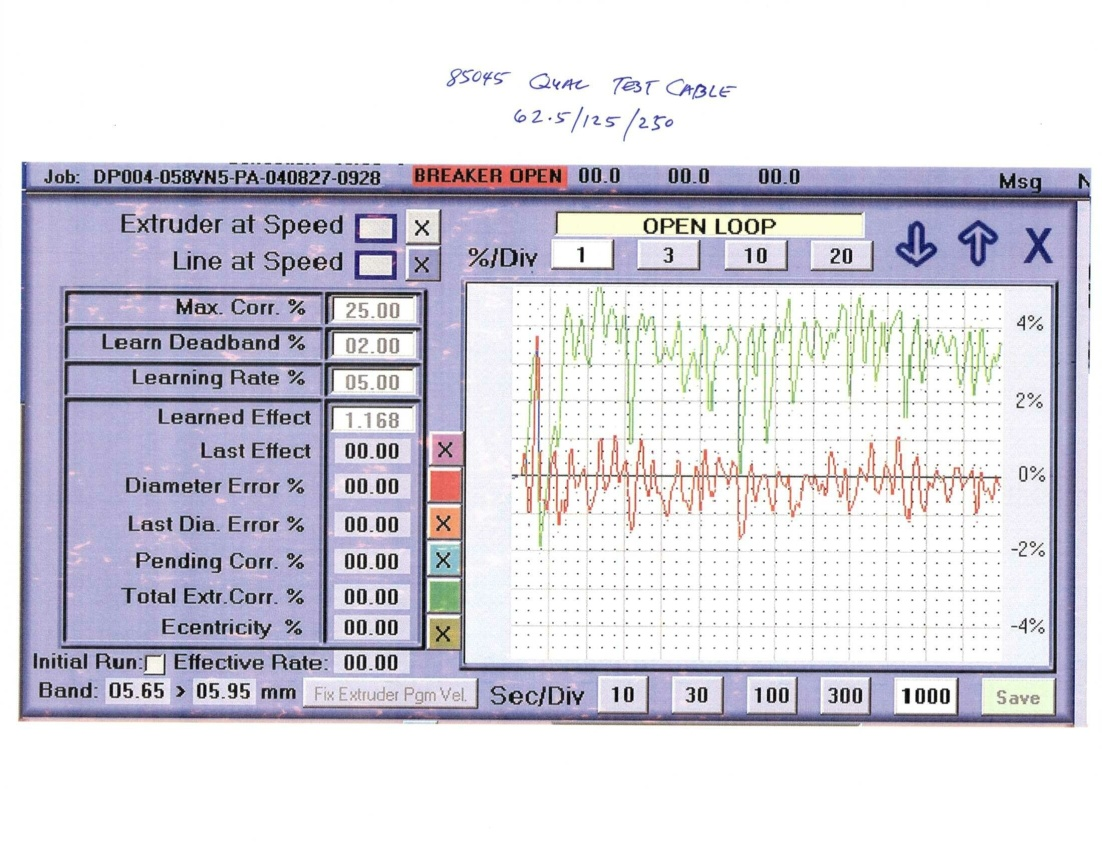 85045 QUAL TEST CABLE
62.5/125/250
Job: DP004-058VN5-PA-040827-0928 BREAKER OPEN 00.0 00.0 00.0 Msg N
Extruder at Speed X
Line at Speed X
OPEN LOOP
%/Div 1 3 10 20 X
Max. Corr. % 25.00
Learn Deadband % 02.00
Learning Rate % 05.00
Learned Effect 1.168
Last Effect 00.00 X
Diameter Error % 00.00
Last Dia. Error % 00.00 X
Pending Corr. % 00.00 X
Total Extr.Corr. % 00.00
Ecentricity % 00.00 X
4%
2%
0%
-2%
-4%
Initial Run: Effective Rate: 00.00
Band: 05.65 > 05.95 mm Fix Extruder Pgm Vel. Sec/Div 10 30 100 300 1000 Save